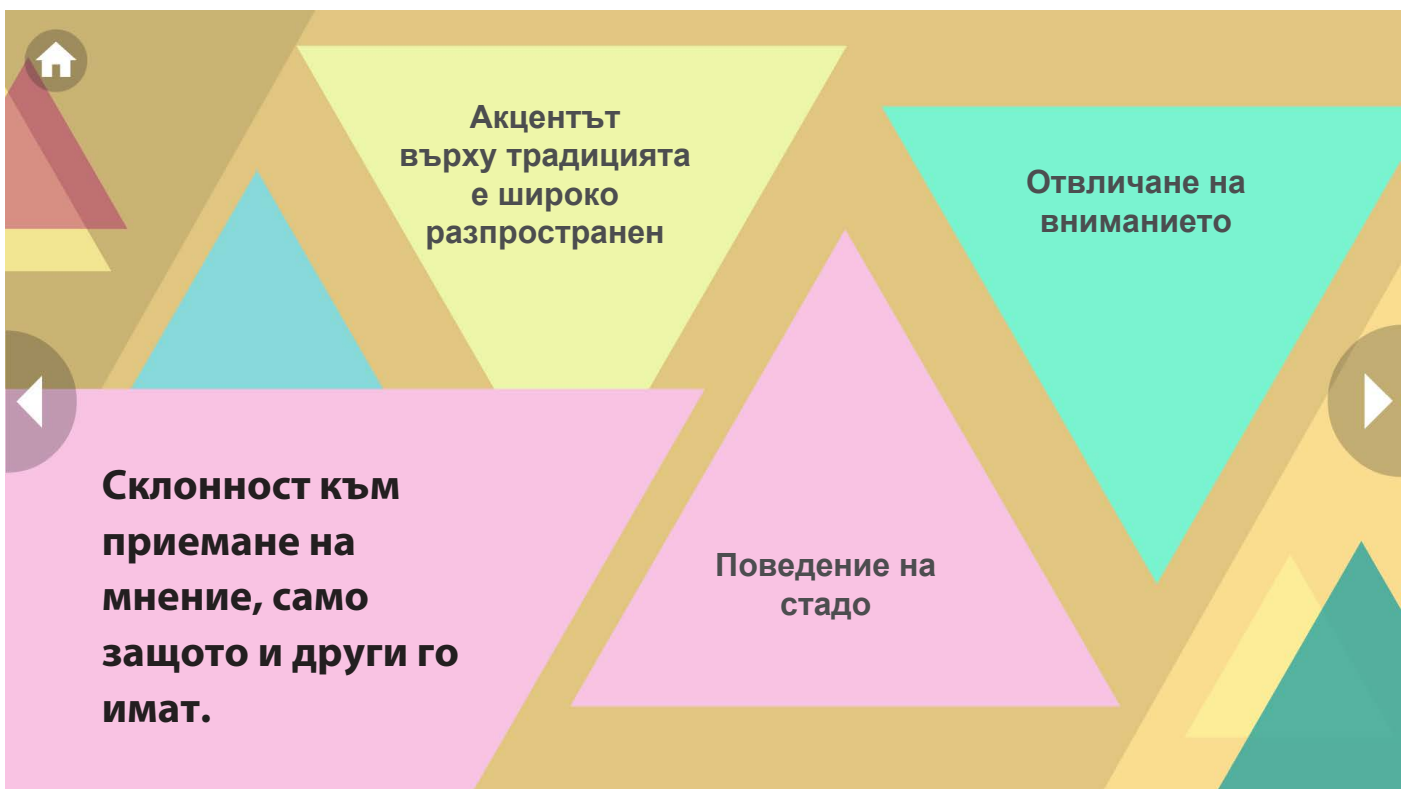 Акцентът
върху традицията
е широко
разпространен
Отвличане на
вниманието
Склонност към
приемане на
мнение, само
защото и други го
имат.
Поведение на
стадо